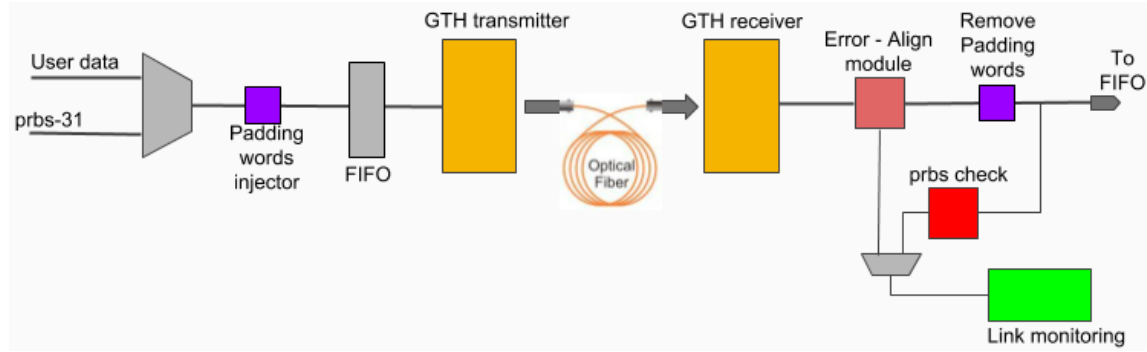 GTH transmitter
GTH receiver
Error - Align
module
Remove
Padding
words
To
FIFO
User data
prbs-31
Padding
words
injector
FIFO
Optical
Fiber
prbs check
Link monitoring